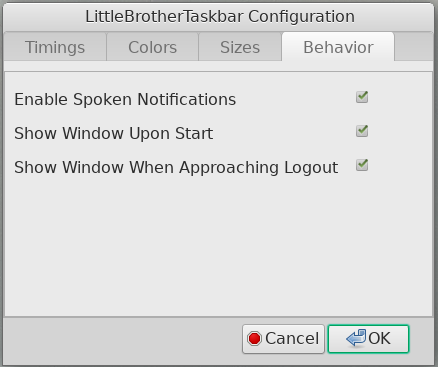 LittleBrotherTaskbar Configuration
Timings Colors Sizes Behavior
Enable Spoken Notifications
Show Window Upon Start
Show Window When Approaching Logout
Cancel OK